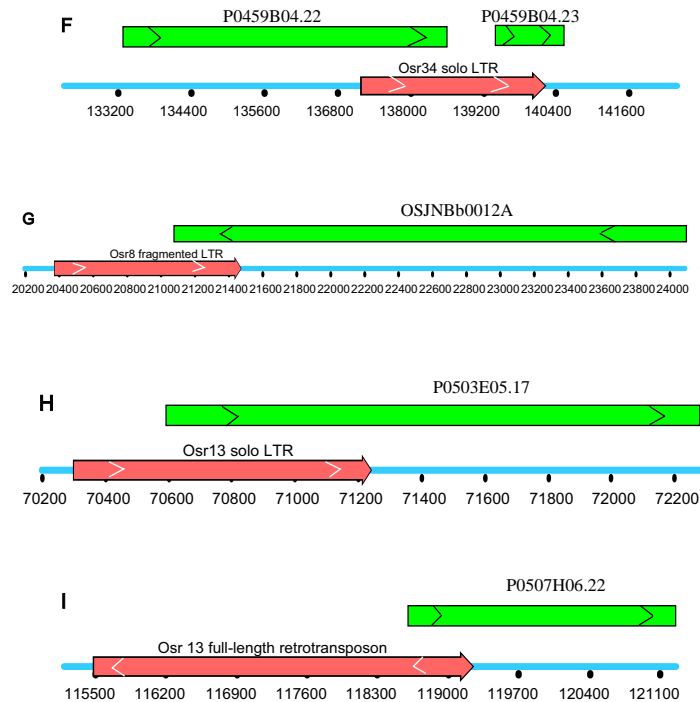 F
P0459B04.22 P0459B04.23
Osr34 solo LTR
133200 134400 135600 136800 138000 139200 140400 141600
G
OSJNBb0012A
Osr8 fragmented LTR
20200 20400 20600 20800 21000 21200 21400 21600 21800 22000 22200 22400 22600 22800 23000 23200 23400 23600 23800 24000
H
P0503E05.17
Osr13 solo LTR
70200 70400 70600 70800 71000 71200 71400 71600 71800 72000 72200
I
P0507H06.22
Osr 13 full-length retrotransposon
115500 116200 116900 117600 118300 119000 119700 120400 121100